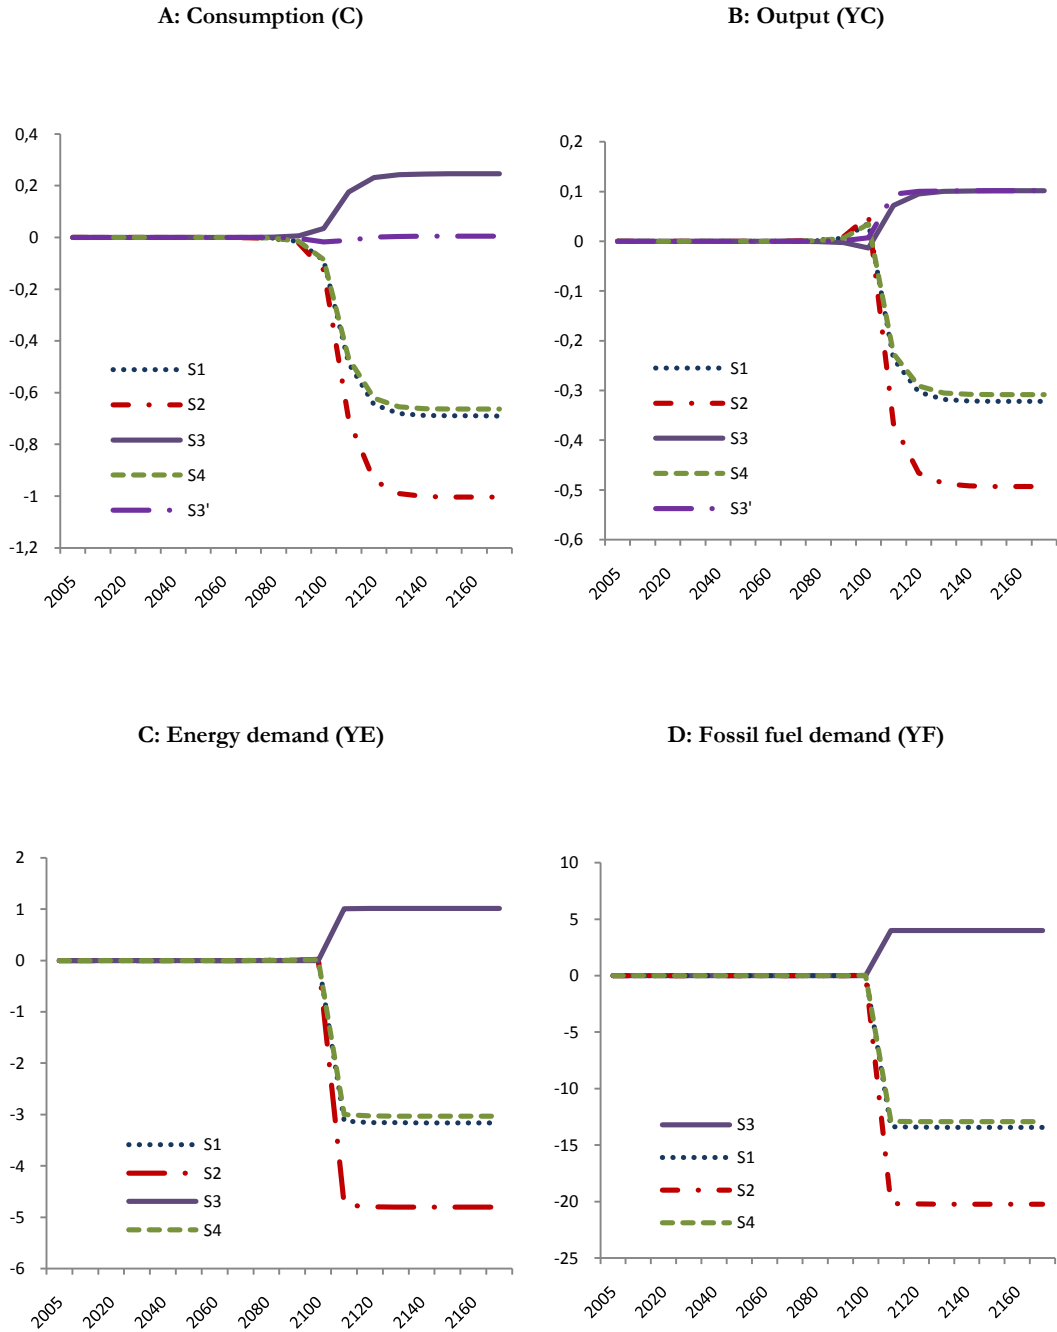 A: Consumption (C)
0,4
0,2
0
-0,2
-0,4
-0,6
-0,8
-1
-1,2
S1
S2
S3
S4
S3'
2005 2020 2040 2060 2080 2100 2120 2140 2160
B: Output (YC)
0,2
0,1
0
-0,1
-0,2
-0,3
-0,4
-0,5
-0,6
S1
S2
S3
S4
S3'
2005 2020 2040 2060 2080 2100 2120 2140 2160
C: Energy demand (YE)
2
1
0
-1
-2
-3
-4
-5
-6
S1
S2
S3
S4
2005 2020 2040 2060 2080 2100 2120 2140 2160
D: Fossil fuel demand (YF)
10
5
0
-5
-10
-15
-20
-25
S3
S1
S2
S4
2005 2020 2040 2060 2080 2100 2120 2140 2160